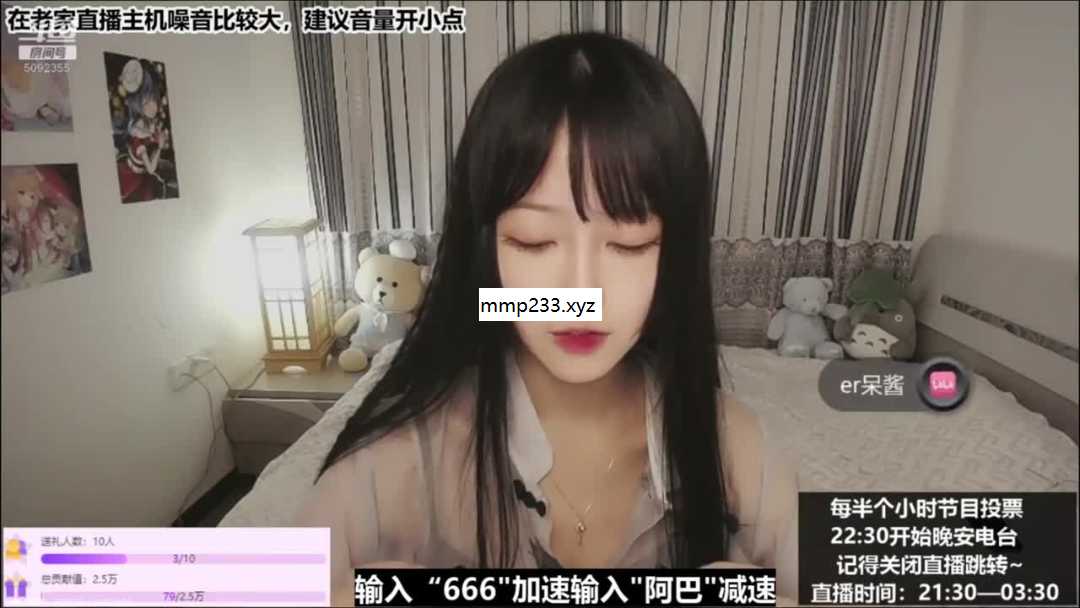 在老家直播主机噪音比较大，建议音量开小点
房间号
5092355
mmp233.xyz
er呆酱
送礼人数：10人
3/10
总贡献值：2.5万
79/2.5万
输入“666"加速输入"阿巴"减速
每半个小时节目投票
22:30开始晚安电台
记得关闭直播跳转~
直播时间：21:30—03:30